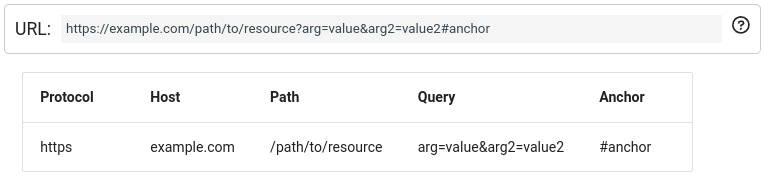 URL: https://example.com/path/to/resource?arg=value&arg2=value2#anchor ?
Protocol Host Path Query Anchor
https example.com /path/to/resource arg=value&arg2=value2 #anchor